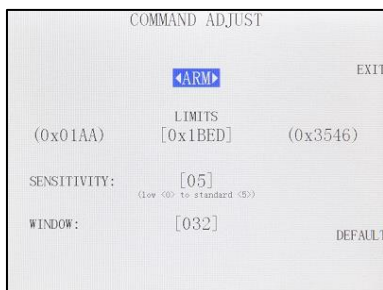 COMMAND ADJUST
◄ARM►
EXIT
LIMITS
(0x01AA) [0x1BED] (0x3546)
SENSITIVITY: [05]
(low <0> to standard <5>)
WINDOW: [032]
DEFAULT